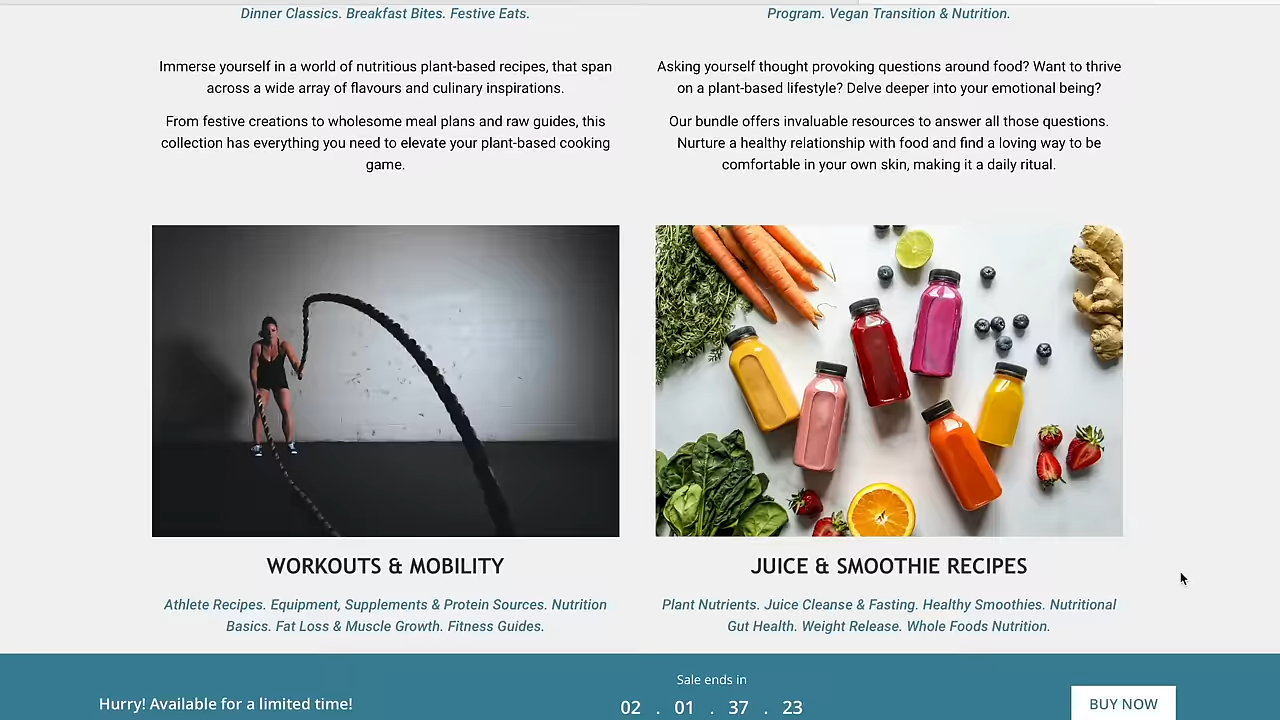 Dinner Classics. Breakfast Bites. Festive Eats.
Immerse yourself in a world of nutritious plant-based recipes, that span
across a wide array of flavours and culinary inspirations.
From festive creations to wholesome meal plans and raw guides, this
collection has everything you need to elevate your plant-based cooking
game.
Program. Vegan Transition & Nutrition.
Asking yourself thought provoking questions around food? Want to thrive
on a plant-based lifestyle? Delve deeper into your emotional being?
Our bundle offers invaluable resources to answer all those questions.
Nurture a healthy relationship with food and find a loving way to be
comfortable in your own skin, making it a daily ritual.
WORKOUTS & MOBILITY
Athlete Recipes. Equipment, Supplements & Protein Sources. Nutrition
Basics. Fat Loss & Muscle Growth. Fitness Guides.
JUICE & SMOOTHIE RECIPES
Plant Nutrients. Juice Cleanse & Fasting. Healthy Smoothies. Nutritional
Gut Health. Weight Release. Whole Foods Nutrition.
Hurry! Available for a limited time!
Sale ends in
02 . 01 . 37 . 23
BUY NOW